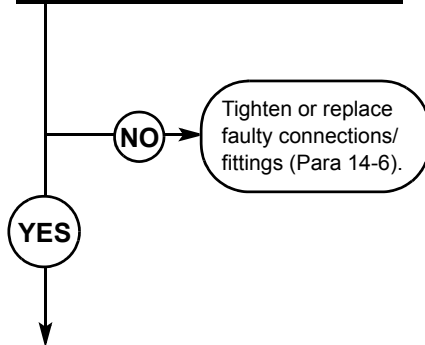 NO
Tighten or replace
faulty connections/
fittings (Para 14-6).
YES